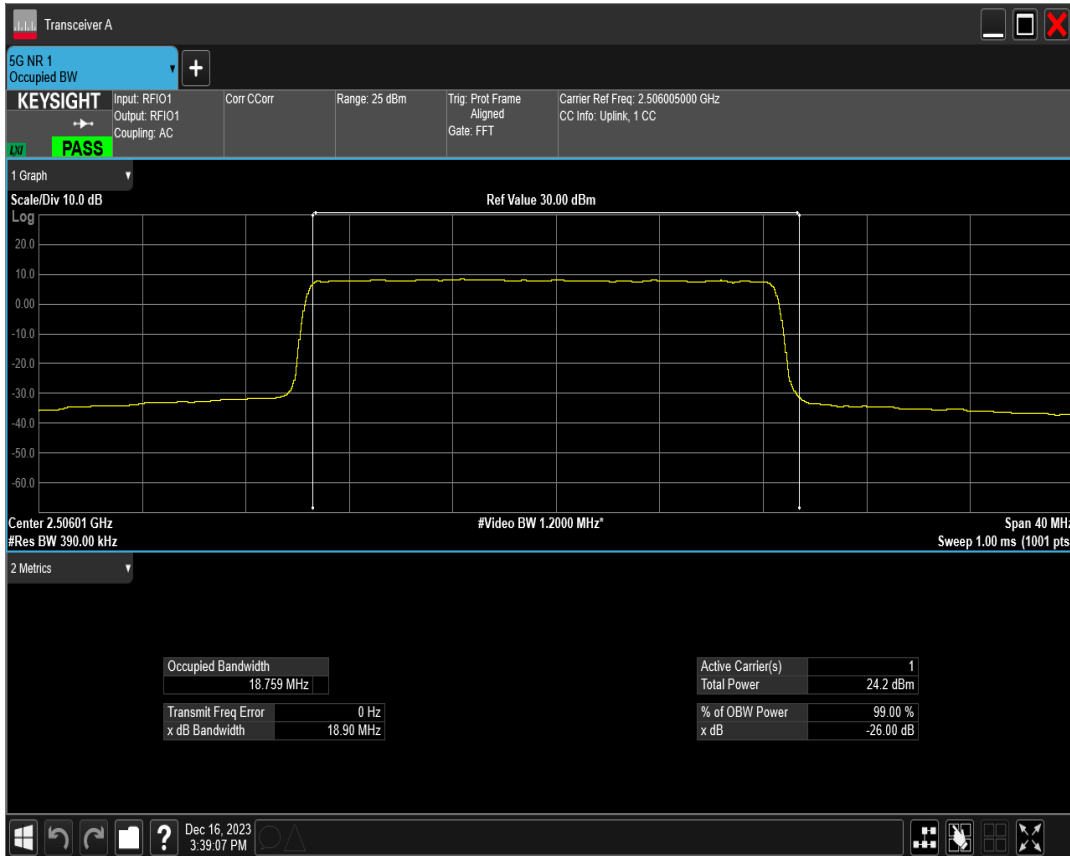 Transceiver A
5G NR 1
Occupied BW
KEYSIGHT
LXI
PASS
Input: RFIO1
Output: RFIO1
Coupling: AC
Corr CCorr
Range: 25 dBm
Trig: Prot Frame
Aligned
Gate: FFT
Carrier Ref Freq: 2.506005000 GHz
CC Info: Uplink, 1 CC
1 Graph
Scale/Div 10.0 dB
Ref Value 30.00 dBm
Log
20.0
10.0
0.00
-10.0
-20.0
-30.0
-40.0
-50.0
-60.0
Center 2.50601 GHz
#Video BW 1.2000 MHz*
Span 40 MHz
#Res BW 390.00 kHz
Sweep 1.00 ms (1001 pts
2 Metrics
Occupied Bandwidth
18.759 MHz
Transmit Freq Error 0 Hz
x dB Bandwidth 18.90 MHz
Active Carrier(s) 1
Total Power 24.2 dBm
% of OBW Power 99.00 %
x dB -26.00 dB
?
Dec 16, 2023
3:39:07 PM